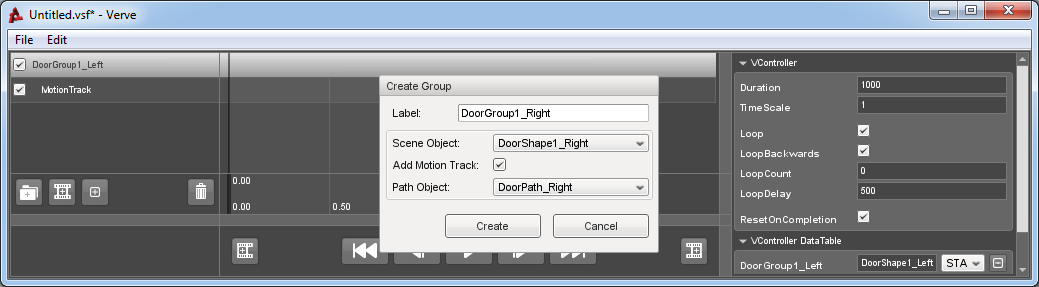 Untitled.vsf* - Verve
File Edit
DoorGroup1_Left
MotionTrack
0.00
0.00 0.50
Create Group
Label: DoorGroup1_Right
Scene Object: DoorShape1_Right
Add Motion Track:
Path Object: DoorPath_Right
Create Cancel
VController
Duration 1000
TimeScale 1
Loop
LoopBackwards
LoopCount 0
LoopDelay 500
ResetOnCompletion
VController DataTable
DoorGroup1_Left DoorShape1_Left STA